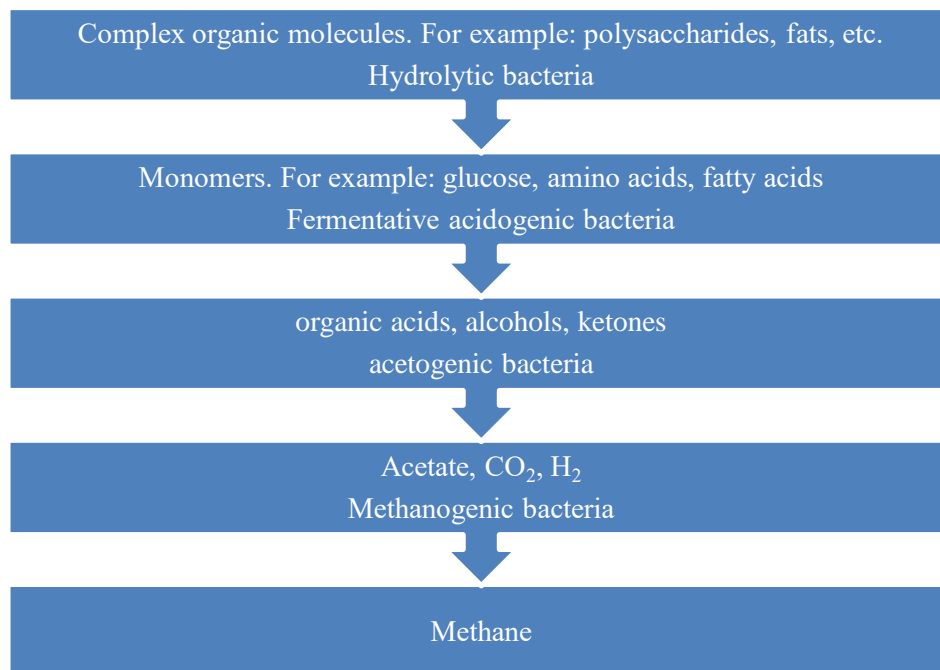 Complex organic molecules. For example: polysaccharides, fats, etc.
Hydrolytic bacteria
Monomers. For example: glucose, amino acids, fatty acids
Fermentative acidogenic bacteria
organic acids, alcohols, ketones
acetogenic bacteria
Acetate, CO₂, H₂
Methanogenic bacteria
Methane